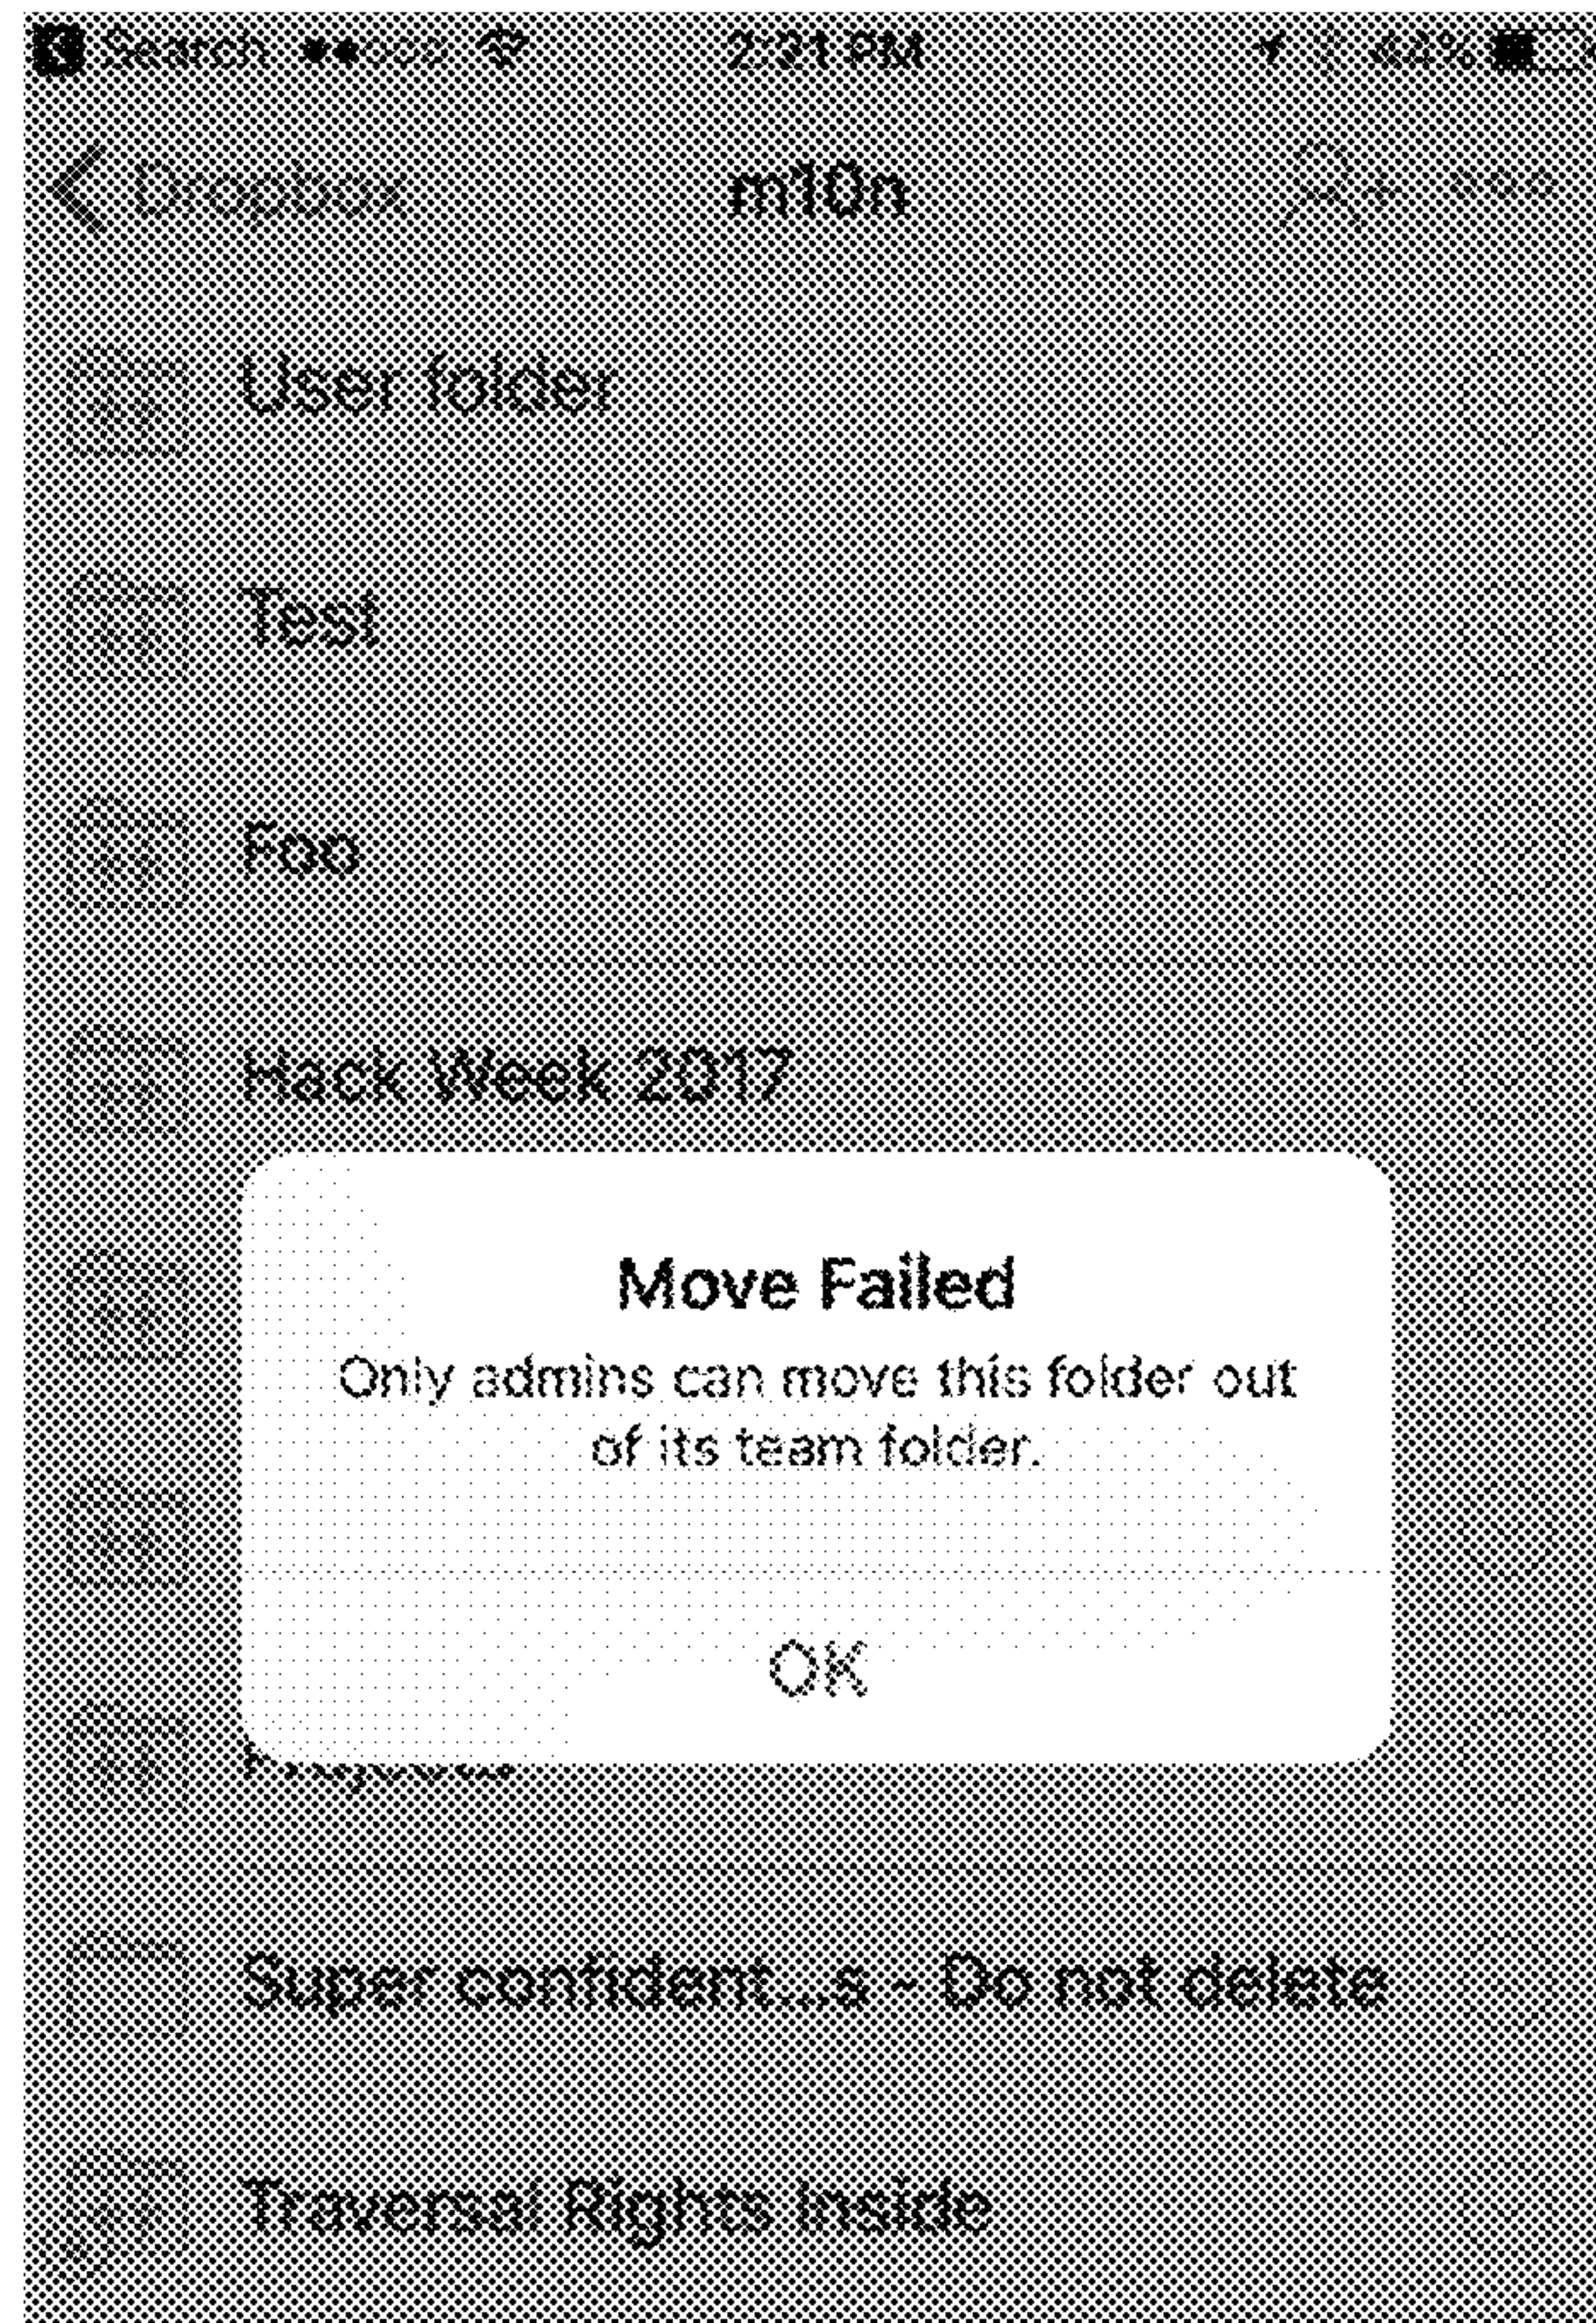 Search 2:21 PM 44%
Dropbox m10n
User folder
Test
Foo
Hack Week 2017
Move Failed
Only admins can move this folder out
of its team folder.
OK
Super confident...s - Do not delete
Traversal Rights Inside